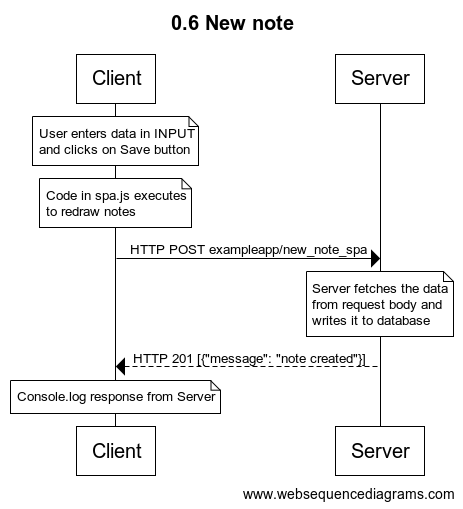 0.6 New note
Client
Server
User enters data in INPUT
and clicks on Save button
Code in spa.js executes
to redraw notes
HTTP POST exampleapp/new_note_spa
Server fetches the data
from request body and
writes it to database
HTTP 201 [{"message": "note created"}]
Console.log response from Server
Client
Server
www.websequencediagrams.com